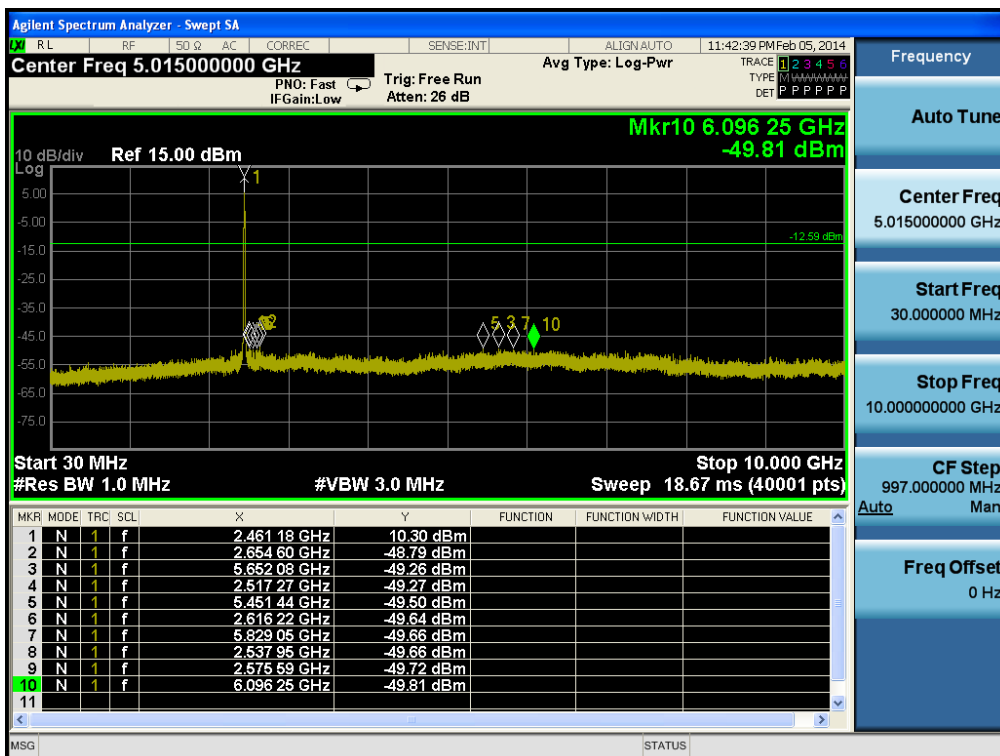 Agilent Spectrum Analyzer - Swept SA
LXI RL RF 50 Ω AC CORREC SENSE:INT ALIGNAUTO 11:42:39 PM Feb 05, 2014
Center Freq 5.015000000 GHz
PNO: Fast
IFGain:Low
Trig: Free Run
Atten: 26 dB
Avg Type: Log-Pwr
TRACE 1 2 3 4 5 6
TYPE M
DET P P P P P P
Mkr10 6.096 25 GHz
-49.81 dBm
10 dB/div
Log
Ref 15.00 dBm
1
5.00
-5.00
-12.59 dBm
-15.0
-25.0
-35.0
2
5 3 7 10
-45.0
-55.0
-65.0
-75.0
Start 30 MHz
Stop 10.000 GHz
#Res BW 1.0 MHz
#VBW 3.0 MHz
Sweep 18.67 ms (40001 pts)
MKR MODE TRC SCL X Y FUNCTION FUNCTION WIDTH FUNCTION VALUE
1 N 1 f 2.461 18 GHz 10.30 dBm
2 N 1 f 2.654 60 GHz -48.79 dBm
3 N 1 f 5.652 08 GHz -49.26 dBm
4 N 1 f 2.517 27 GHz -49.27 dBm
5 N 1 f 5.451 44 GHz -49.50 dBm
6 N 1 f 2.616 22 GHz -49.64 dBm
7 N 1 f 5.829 05 GHz -49.66 dBm
8 N 1 f 2.537 95 GHz -49.66 dBm
9 N 1 f 2.575 59 GHz -49.72 dBm
10 N 1 f 6.096 25 GHz -49.81 dBm
11
MSG
STATUS
Frequency
Auto Tune
Center Freq
5.015000000 GHz
Start Freq
30.000000 MHz
Stop Freq
10.000000000 GHz
CF Step
997.000000 MHz
Auto Man
Freq Offset
0 Hz